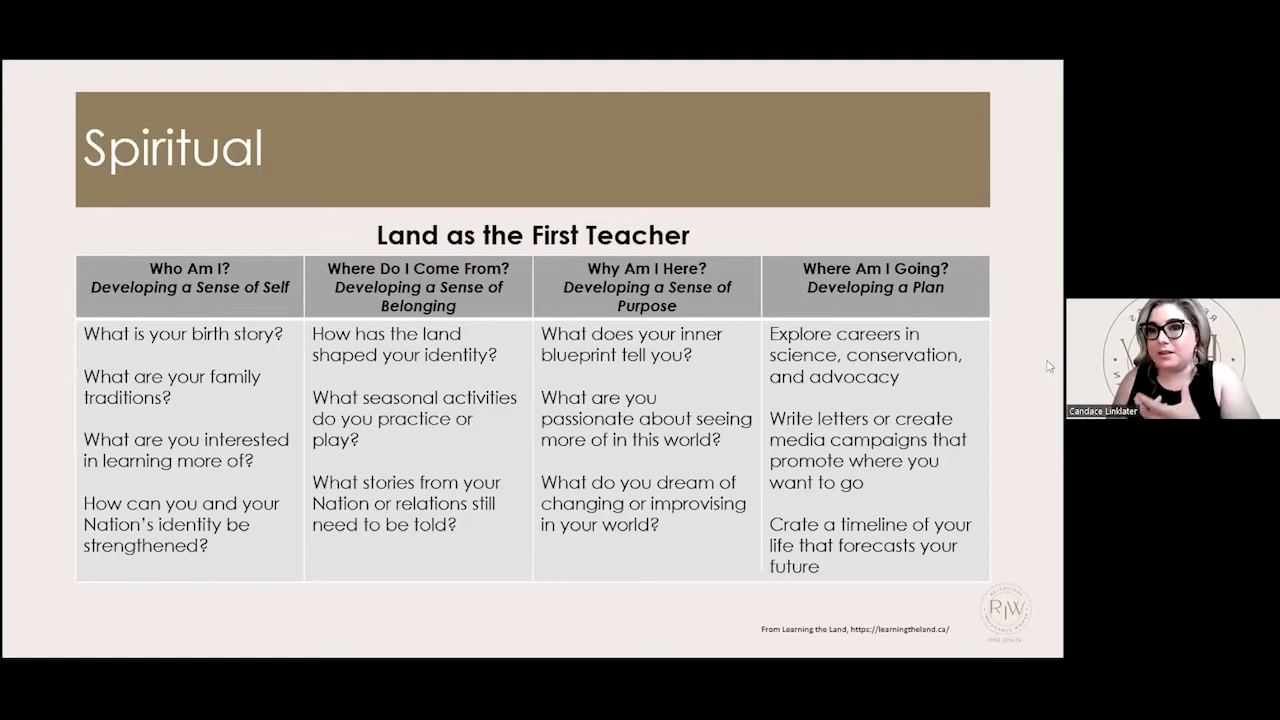 Spiritual
Land as the First Teacher
Who Am I?
Developing a Sense of Self
Where Do I Come From?
Developing a Sense of
Belonging
Why Am I Here?
Developing a Sense of
Purpose
Where Am I Going?
Developing a Plan
What is your birth story?
What are your family
traditions?
What are you interested
in learning more of?
How can you and your
Nation’s identity be
strengthened?
How has the land
shaped your identity?
What seasonal activities
do you practice or
play?
What stories from your
Nation or relations still
need to be told?
What does your inner
blueprint tell you?
What are you
passionate about seeing
more of in this world?
What do you dream of
changing or improvising
in your world?
Explore careers in
science, conservation,
and advocacy
Write letters or create
media campaigns that
promote where you
want to go
Crate a timeline of your
life that forecasts your
future
From Learning the Land, https://learningtheland.ca/
RIW
Candace Linklater